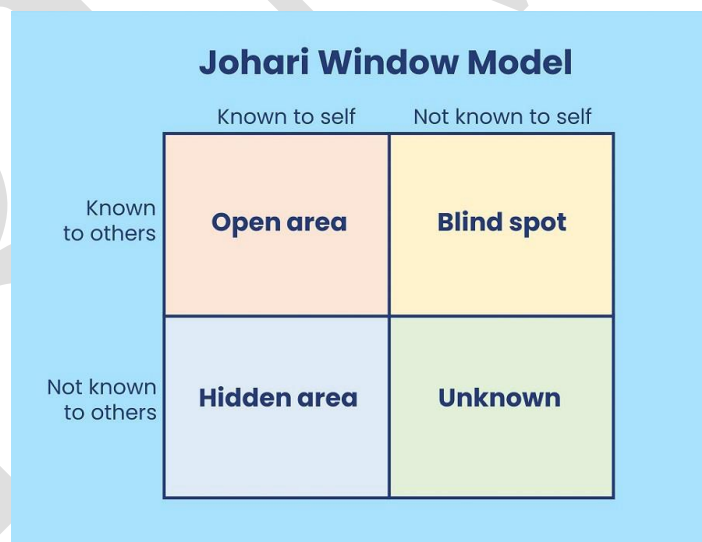 Johari Window Model
Known to self
Not known to self
Known
to others
Open area
Blind spot
Not known
to others
Hidden area
Unknown